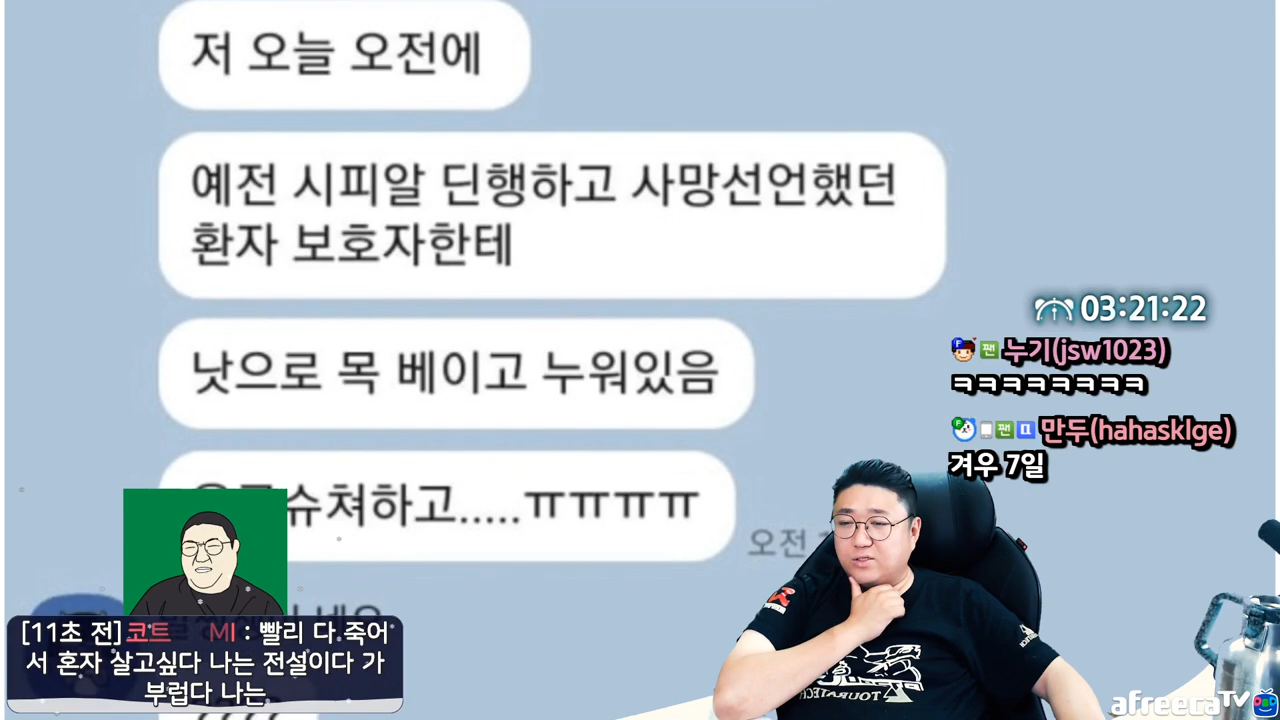 저 오늘 오전에
예전 시피알 딘행하고 사망선언했던
환자 보호자한테
낫으로 목 베이고 누워있음
슈쳐하고.....ㅠㅠㅠㅠ
오전
03:21:22
팬 누기(jsw1023)
ㅋㅋㅋㅋㅋㅋㅋㅋ
팬 만두(hahasklge)
겨우 7일
[11초 전]코트 MI : 빨리 다 죽어
서 혼자 살고싶다 나는 전설이다 가
부럽다 나는
TOURATECH
afreecaTV